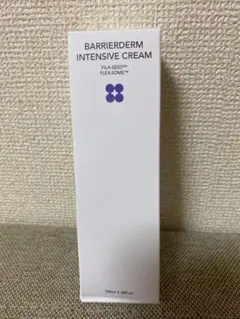 BARRIERDERM
INTENSIVE CREAM
FILA-SEED™
FLEX-SOME™